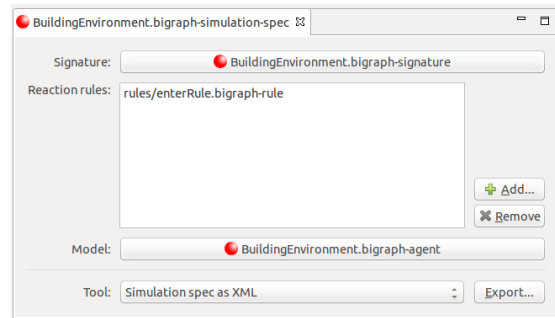 BuildingEnvironment.bigraph-simulation-spec
Signature: BuildingEnvironment.bigraph-signature
Reaction rules: rules/enterRule.bigraph-rule
Add...
Remove
Model: BuildingEnvironment.bigraph-agent
Tool: Simulation spec as XML Export...